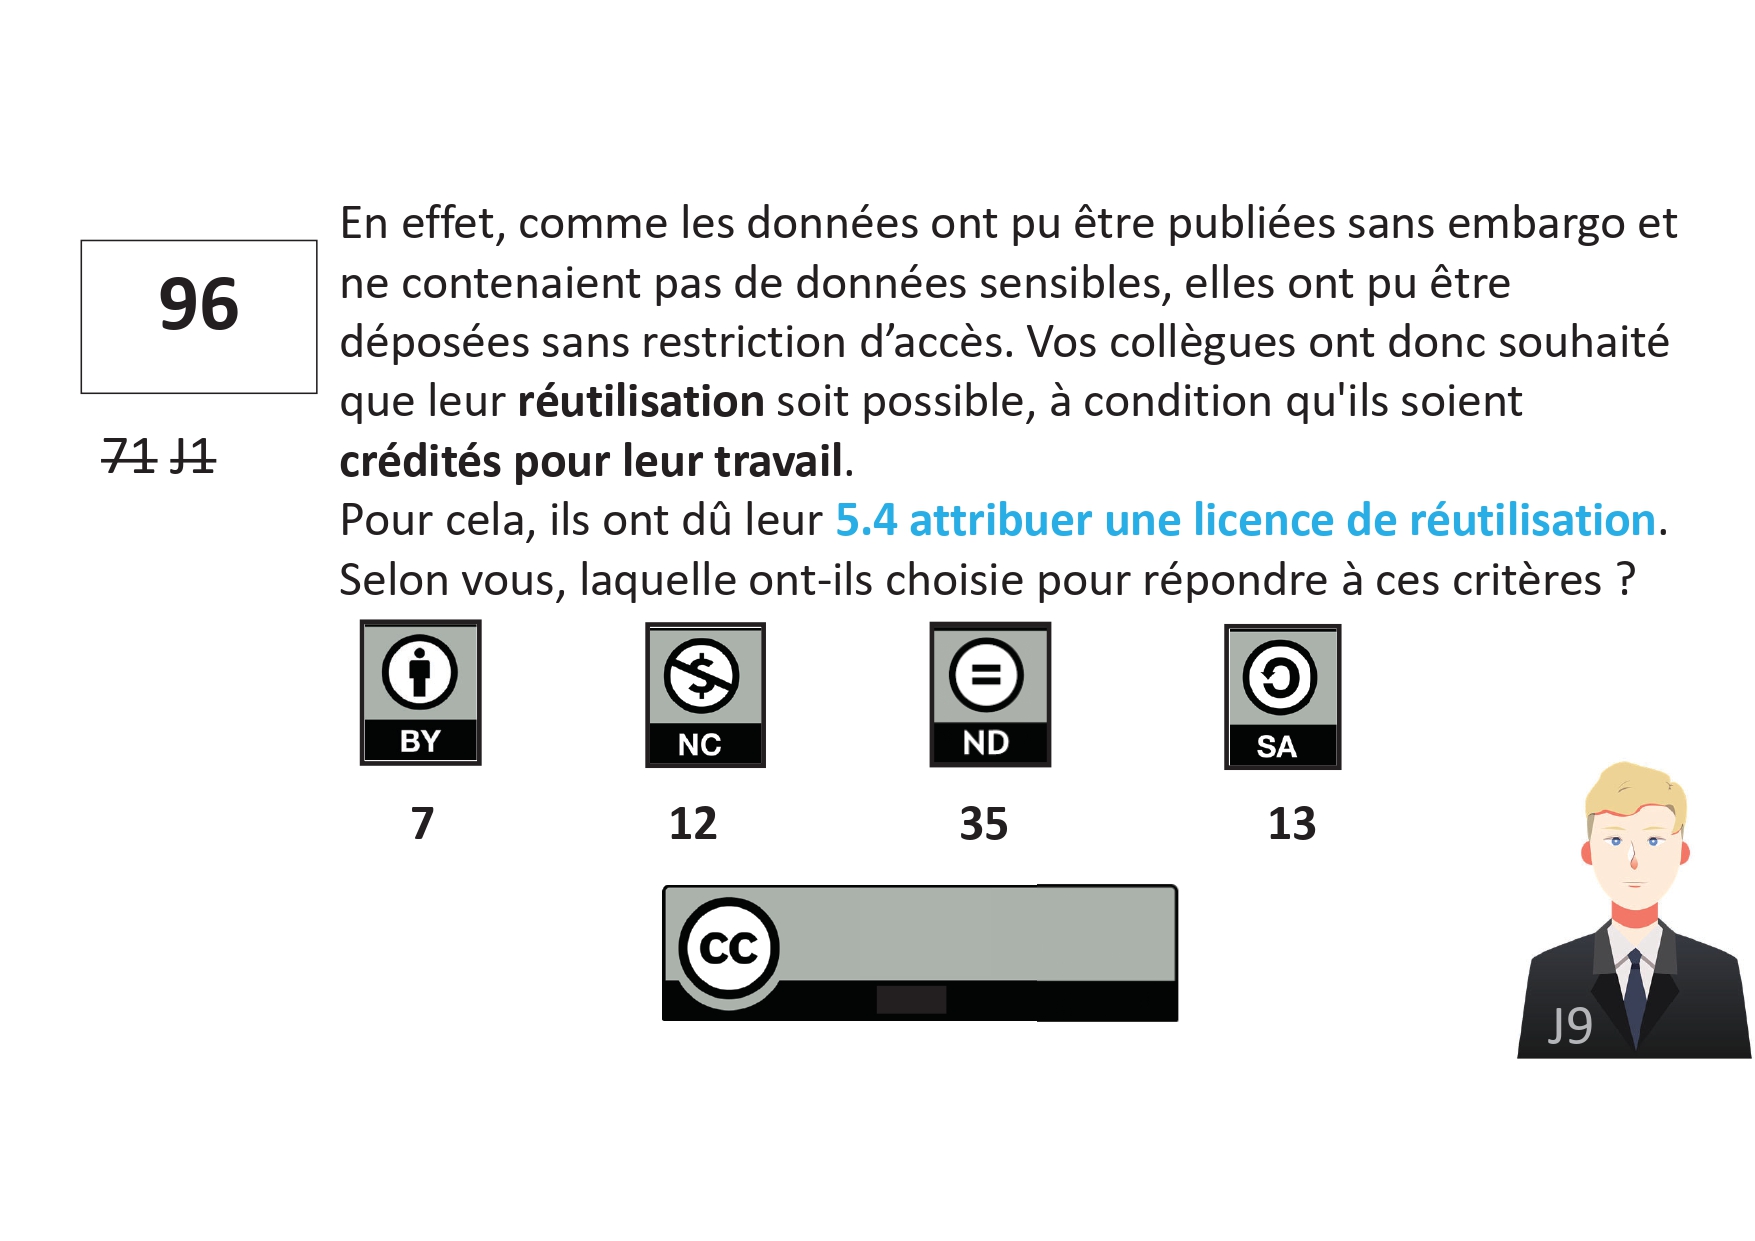 96
71 J1
En effet, comme les données ont pu être publiées sans embargo et
ne contenaient pas de données sensibles, elles ont pu être
déposées sans restriction d’accès. Vos collègues ont donc souhaité
que leur réutilisation soit possible, à condition qu'ils soient
crédités pour leur travail.
Pour cela, ils ont dû leur 5.4 attribuer une licence de réutilisation.
Selon vous, laquelle ont-ils choisie pour répondre à ces critères ?
BY NC ND SA
7 12 35 13
cc
J9